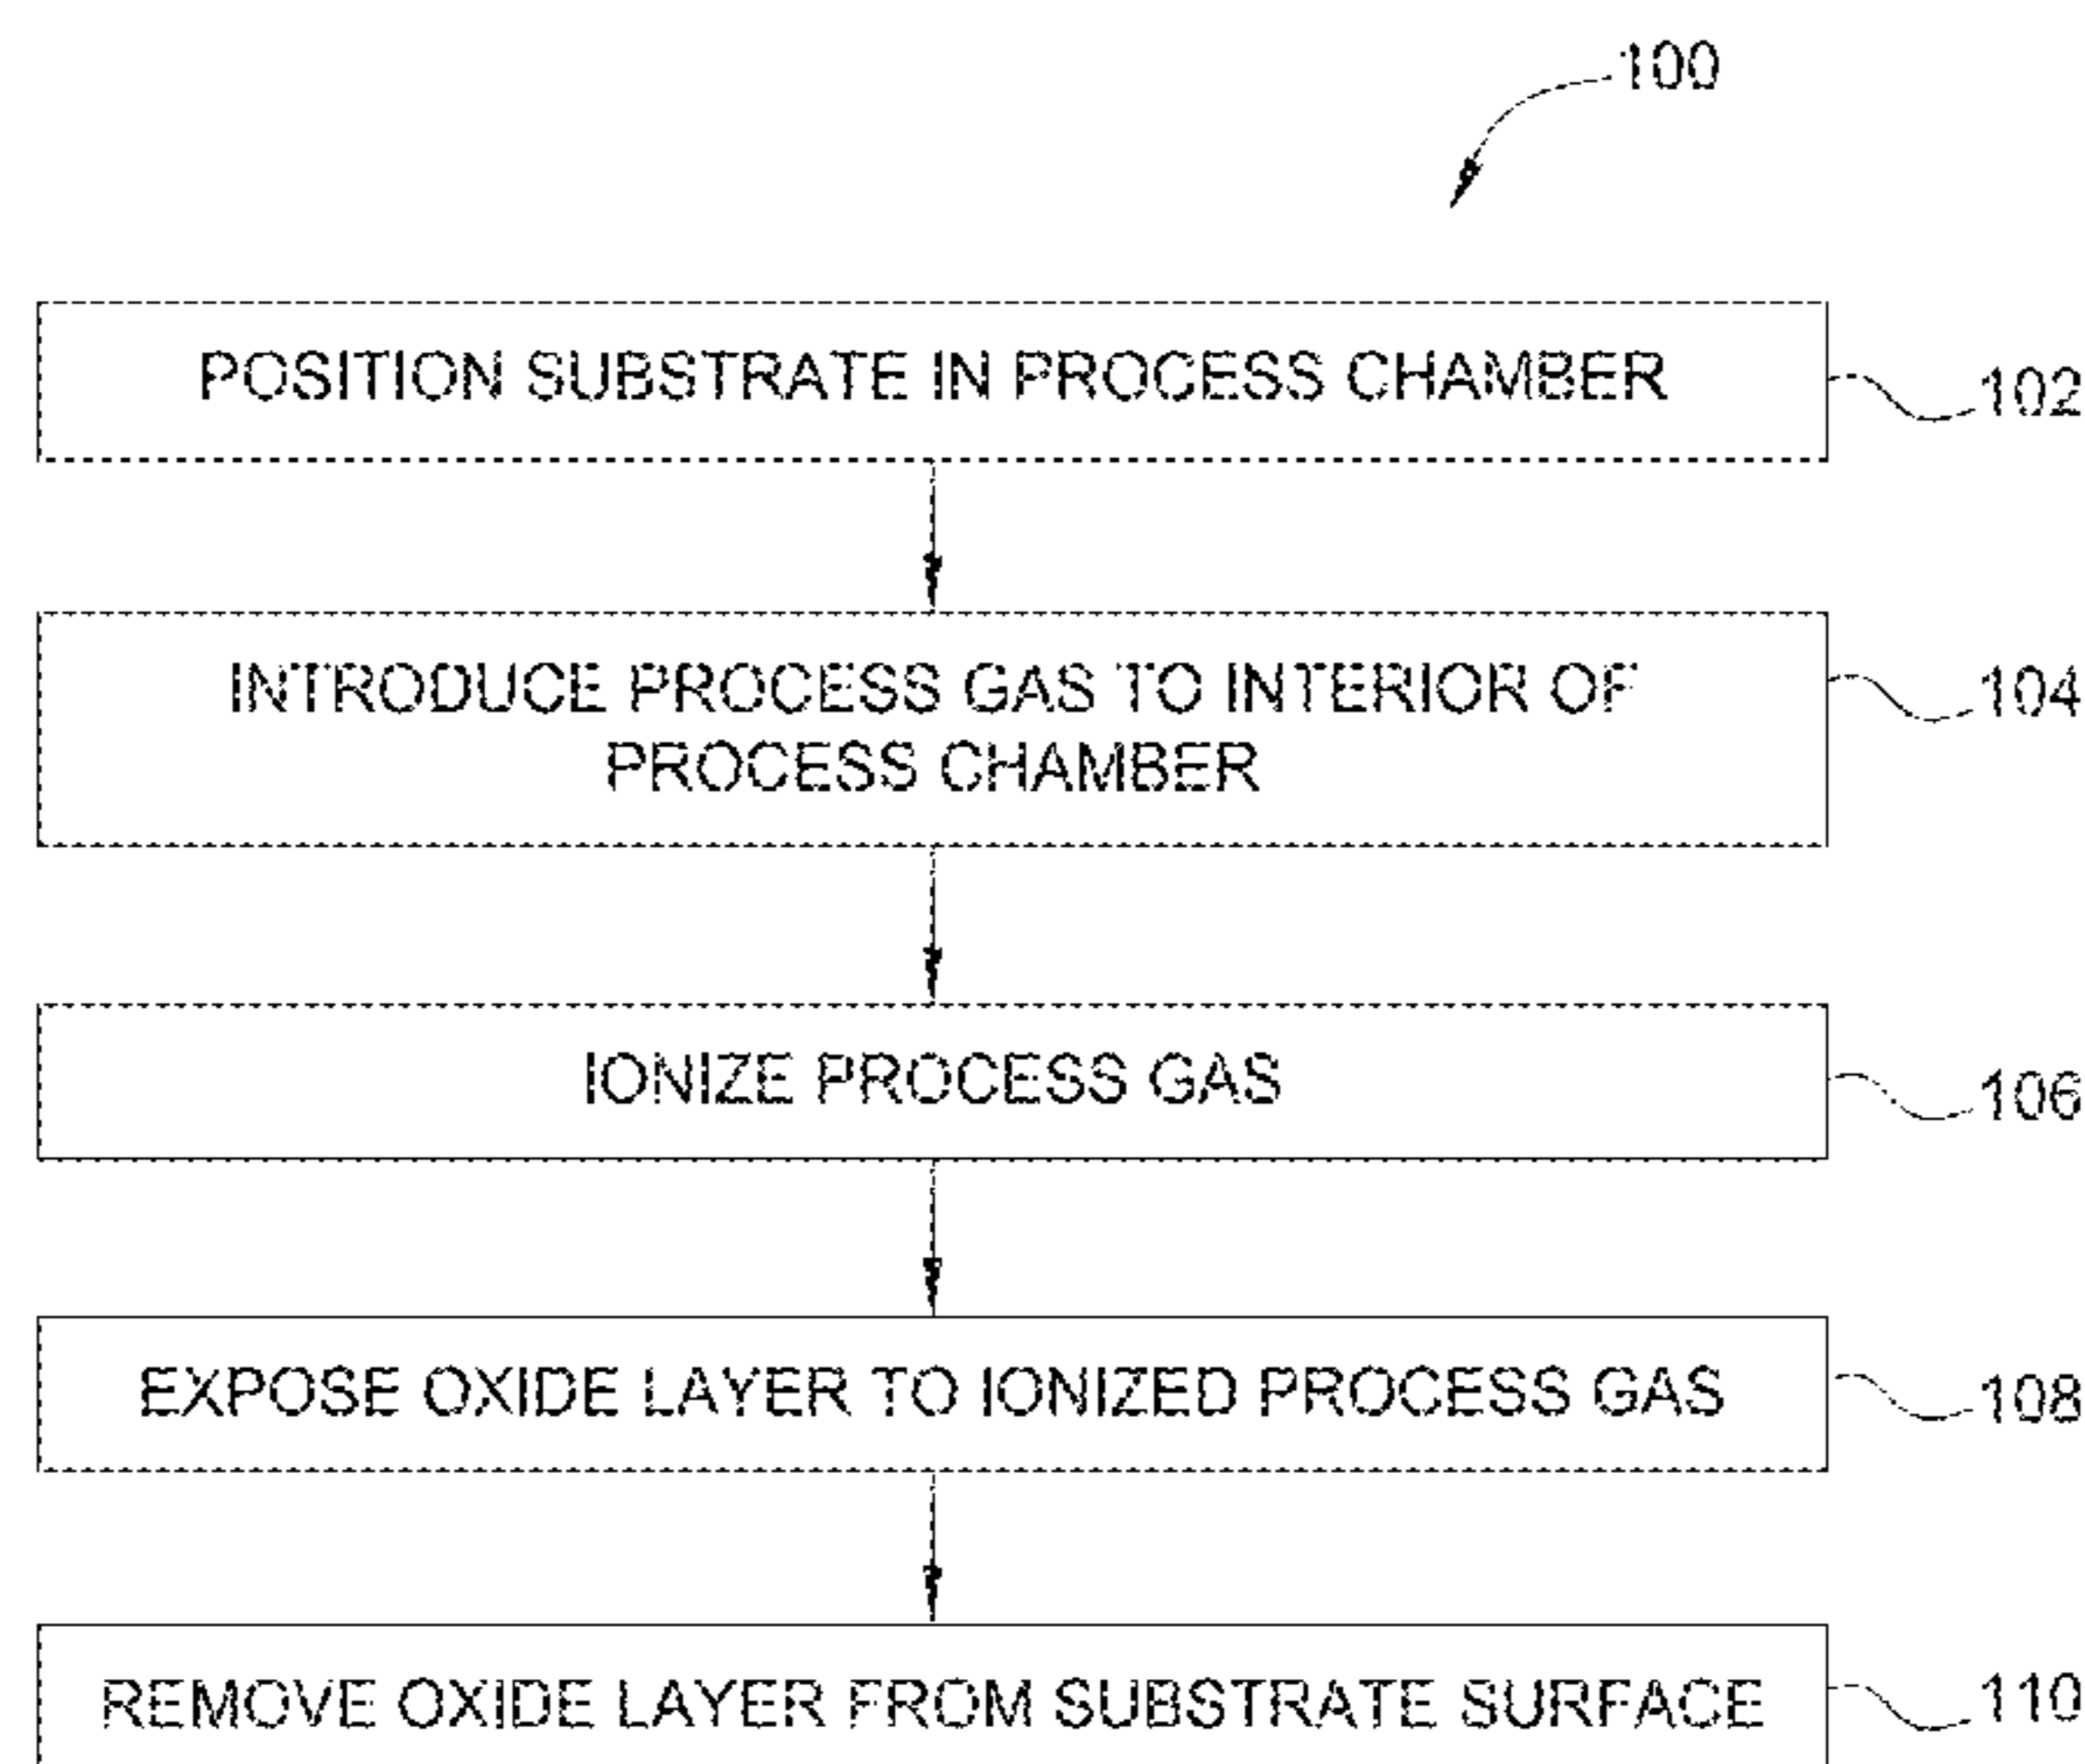 100
POSITION SUBSTRATE IN PROCESS CHAMBER
102
INTRODUCE PROCESS GAS TO INTERIOR OF
PROCESS CHAMBER
104
IONIZE PROCESS GAS
106
EXPOSE OXIDE LAYER TO IONIZED PROCESS GAS
108
REMOVE OXIDE LAYER FROM SUBSTRATE SURFACE
110